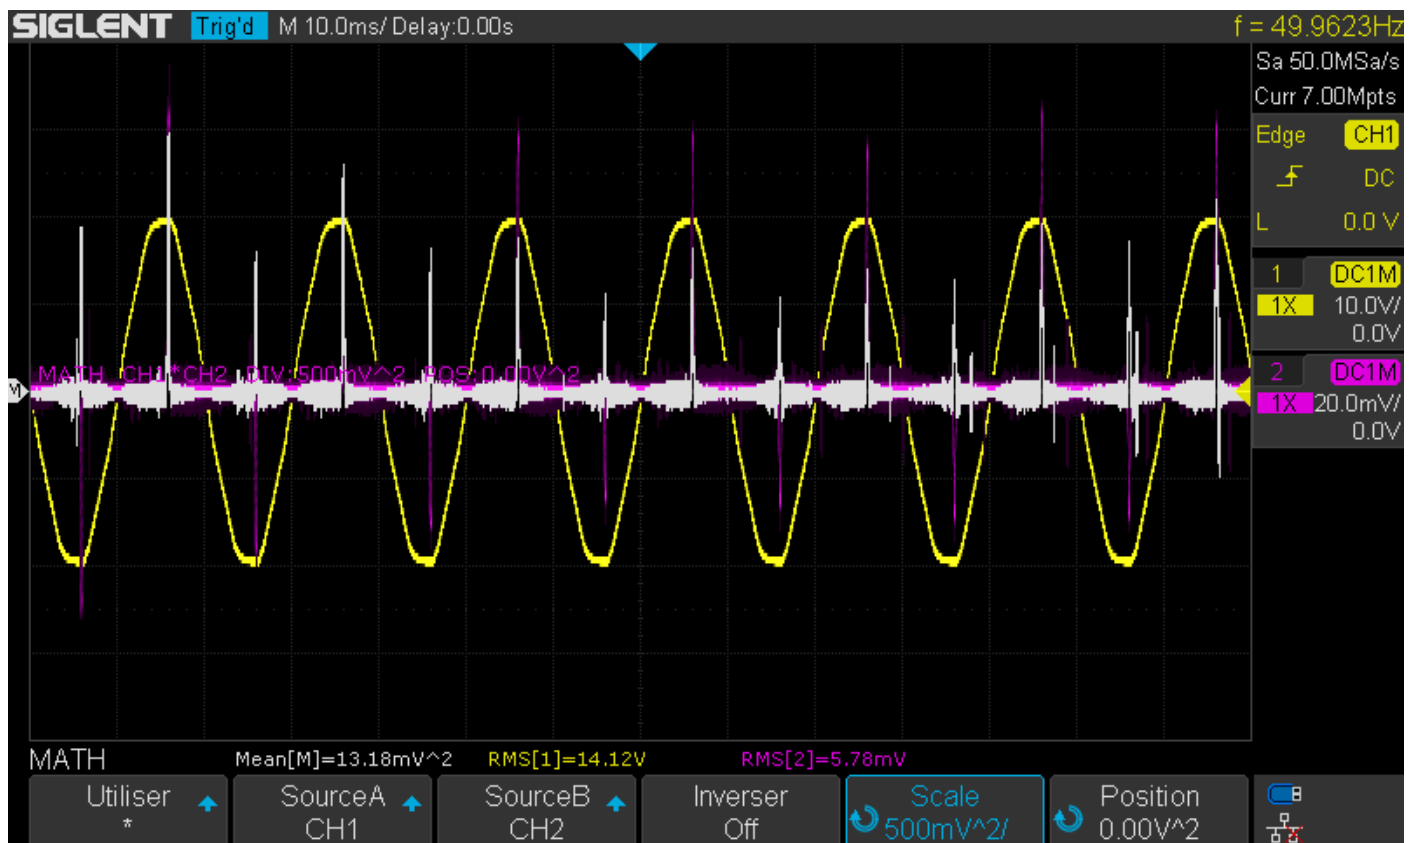 SIGLENT Trig'd M 10.0ms/ Delay:0.00s f = 49.9623Hz
Sa 50.0MSa/s
Curr 7.00Mpts
Edge CH1
DC
L 0.0 V
1 DC1M
1X 10.0V/
0.0V
2 DC1M
1X 20.0mV/
0.0V
MATH CH1*CH2 DIV:500mV^2 POS:0.00V^2
M
MATH Mean[M]=13.18mV^2 RMS[1]=14.12V RMS[2]=5.78mV
Utiliser SourceA SourceB Inverser Scale Position
* CH1 CH2 Off 500mV^2/ 0.00V^2